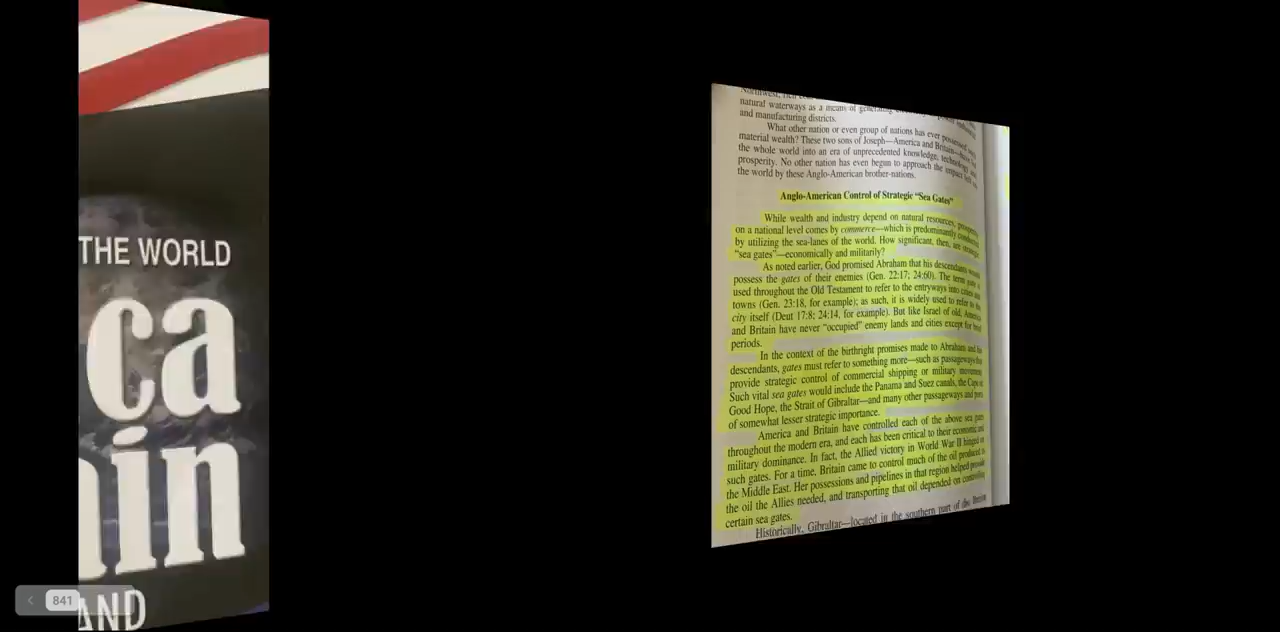 THE WORLD
ca
ain
AND
841
natural waterways as a means of
and manufacturing districts.
What other nation or even group of nations has ever possessed such
material wealth? These two sons of Joseph—America and Britain—
the whole world into an era of unprecedented knowledge, technology and
prosperity. No other nation has even begun to approach the impact
the world by these Anglo-American brother-nations.
Anglo-American Control of Strategic “Sea Gates”
While wealth and industry depend on natural resources, prosperity
on a national level comes by commerce—which is predominantly conducted
by utilizing the sea-lanes of the world. How significant, then, are strategic
“sea gates”—economically and militarily?
As noted earlier, God promised Abraham that his descendants would
possess the gates of their enemies (Gen. 22:17; 24:60). The term gate is
used throughout the Old Testament to refer to the entryways into cities and
towns (Gen. 23:18, for example); as such, it is widely used to refer to the
city itself (Deut 17:8; 24:14, for example). But like Israel of old, America
and Britain have never “occupied” enemy lands and cities except for brief
periods.
In the context of the birthright promises made to Abraham and his
descendants, gates must refer to something more—such as passageways that
provide strategic control of commercial shipping or military movement.
Such vital sea gates would include the Panama and Suez canals, the Cape of
Good Hope, the Strait of Gibraltar—and many other passageways and ports
of somewhat lesser strategic importance.
America and Britain have controlled each of the above sea gates
throughout the modern era, and each has been critical to their economic and
military dominance. In fact, the Allied victory in World War II hinged on
such gates. For a time, Britain came to control much of the oil produced in
the Middle East. Her possessions and pipelines in that region helped provide
the oil the Allies needed, and transporting that oil depended on controlling
certain sea gates.
Historically, Gibraltar—located in the southern part of the Iberian